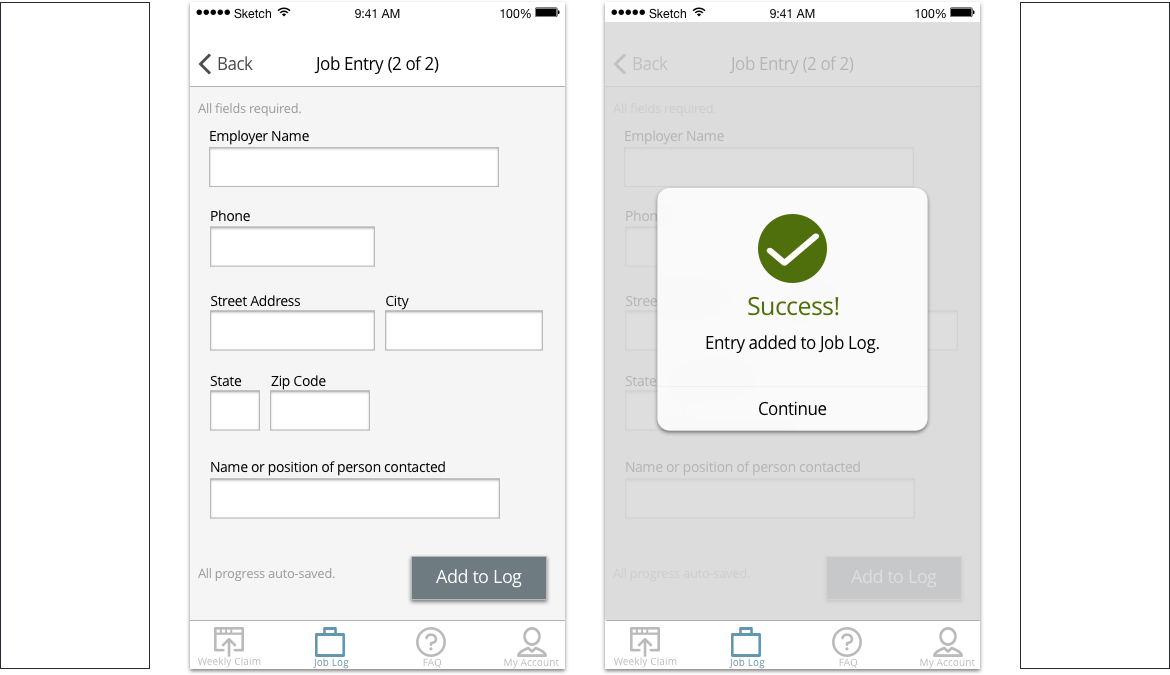 Sketch 9:41 AM 100%
Back Job Entry (2 of 2)
All fields required.
Employer Name
Phone
Street Address City
State Zip Code
Name or position of person contacted
All progress auto-saved. Add to Log
Weekly Claim Job Log FAQ My Account
Sketch 9:41 AM 100%
Back Job Entry (2 of 2)
All fields required.
Employer Name
Phon
Success!
Stree
Entry added to Job Log.
State
Continue
Name or position of person contacted
All progress auto-saved. Add to Log
Weekly Claim Job Log FAQ My Account